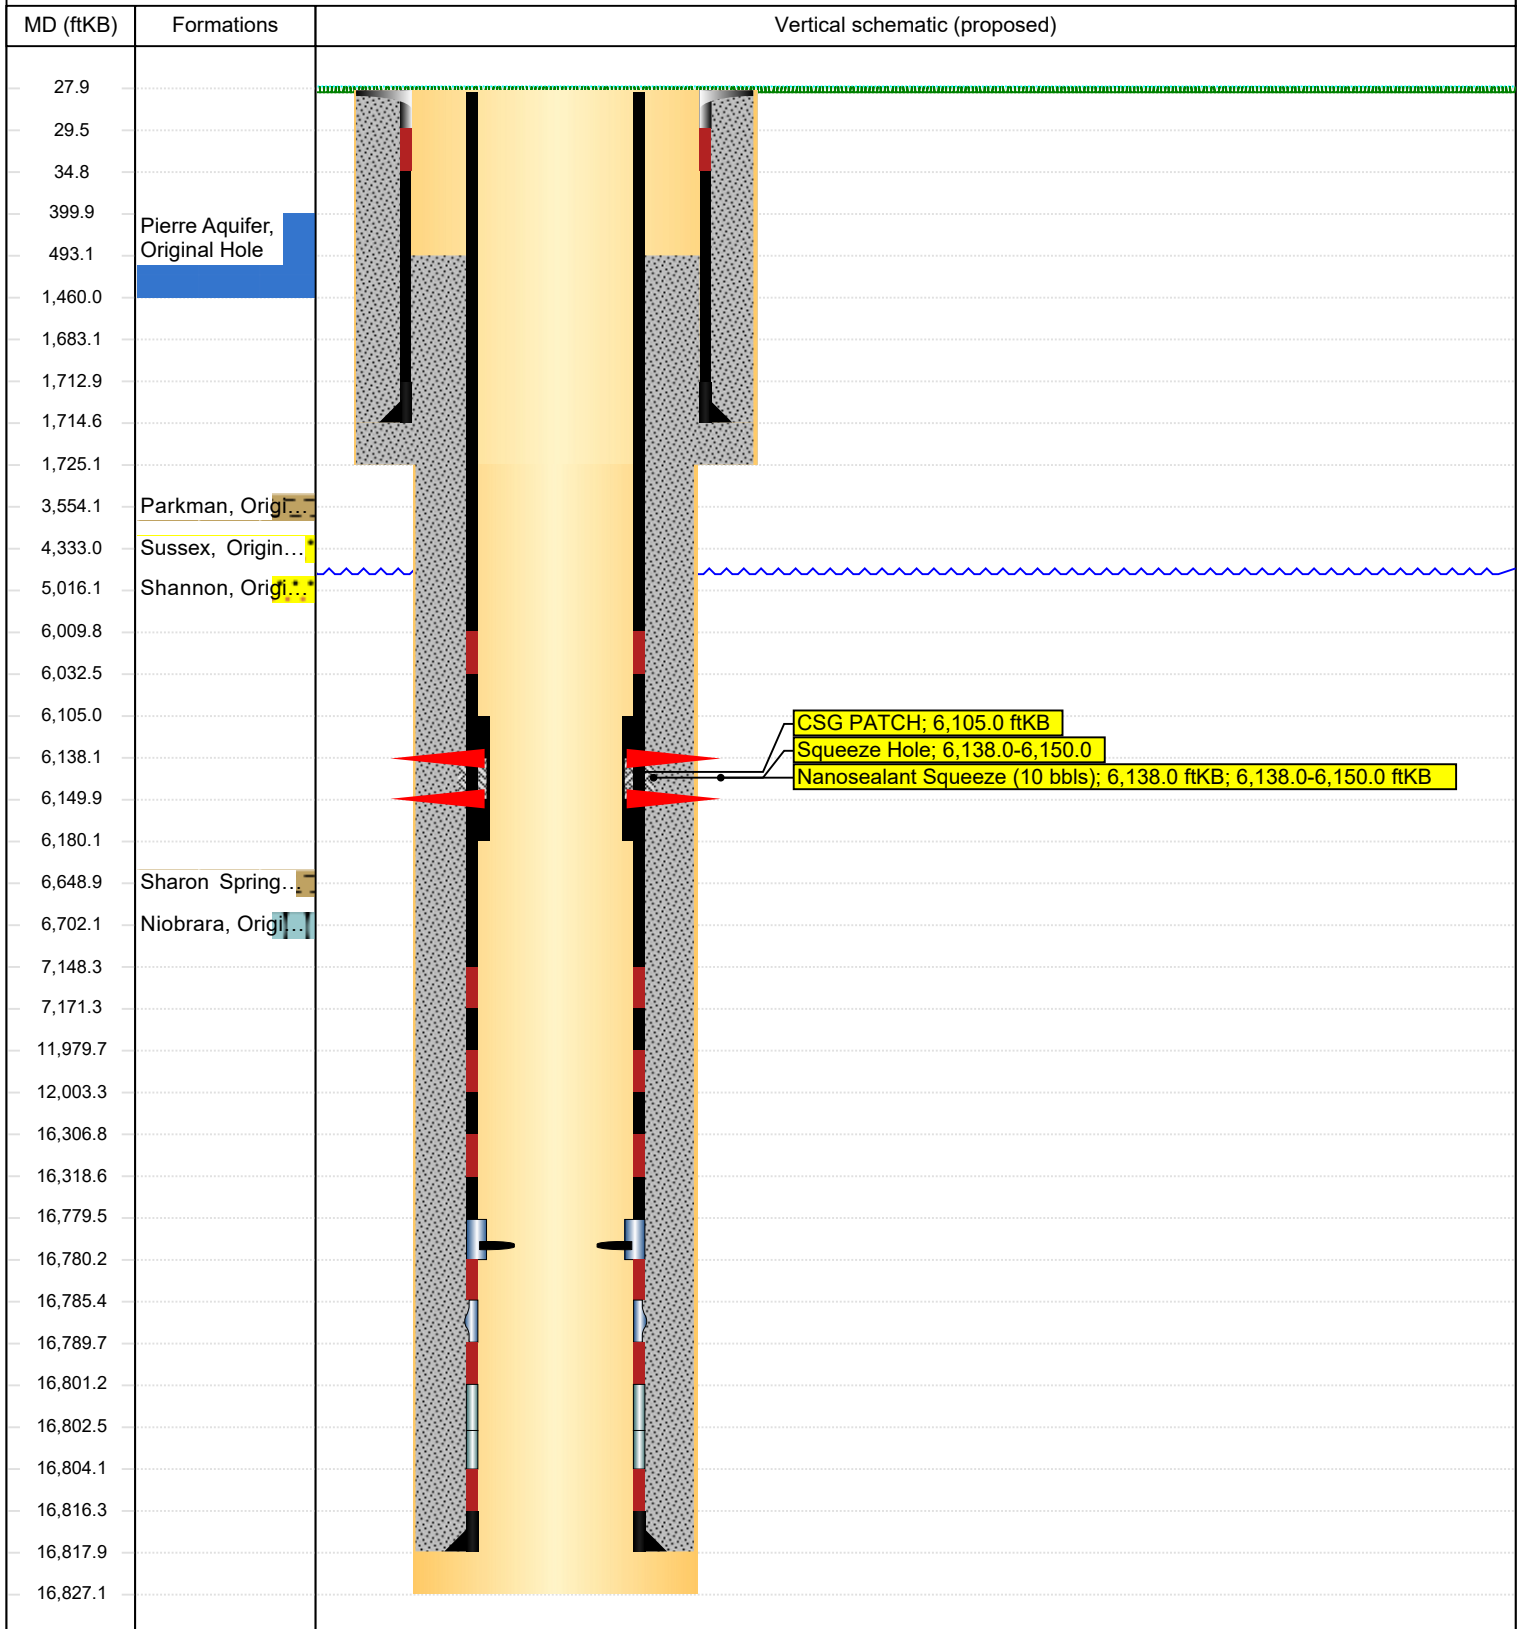 MD (ftKB)
Formations
Vertical schematic (proposed)
27.9
29.5
34.8
399.9
Pierre Aquifer,
Original Hole
493.1
1,460.0
1,683.1
1,712.9
1,714.6
1,725.1
3,554.1
Parkman, Origi...
4,333.0
Sussex, Origin...
5,016.1
Shannon, Origi...
6,009.8
6,032.5
6,105.0
CSG PATCH; 6,105.0 ftKB
Squeeze Hole; 6,138.0-6,150.0
6,138.1
Nanosealant Squeeze (10 bbls); 6,138.0 ftKB; 6,138.0-6,150.0 ftKB
6,149.9
6,180.1
6,648.9
Sharon Spring...
6,702.1
Niobrara, Origi...
7,148.3
7,171.3
11,979.7
12,003.3
16,306.8
16,318.6
16,779.5
16,780.2
16,785.4
16,789.7
16,801.2
16,802.5
16,804.1
16,816.3
16,817.9
16,827.1